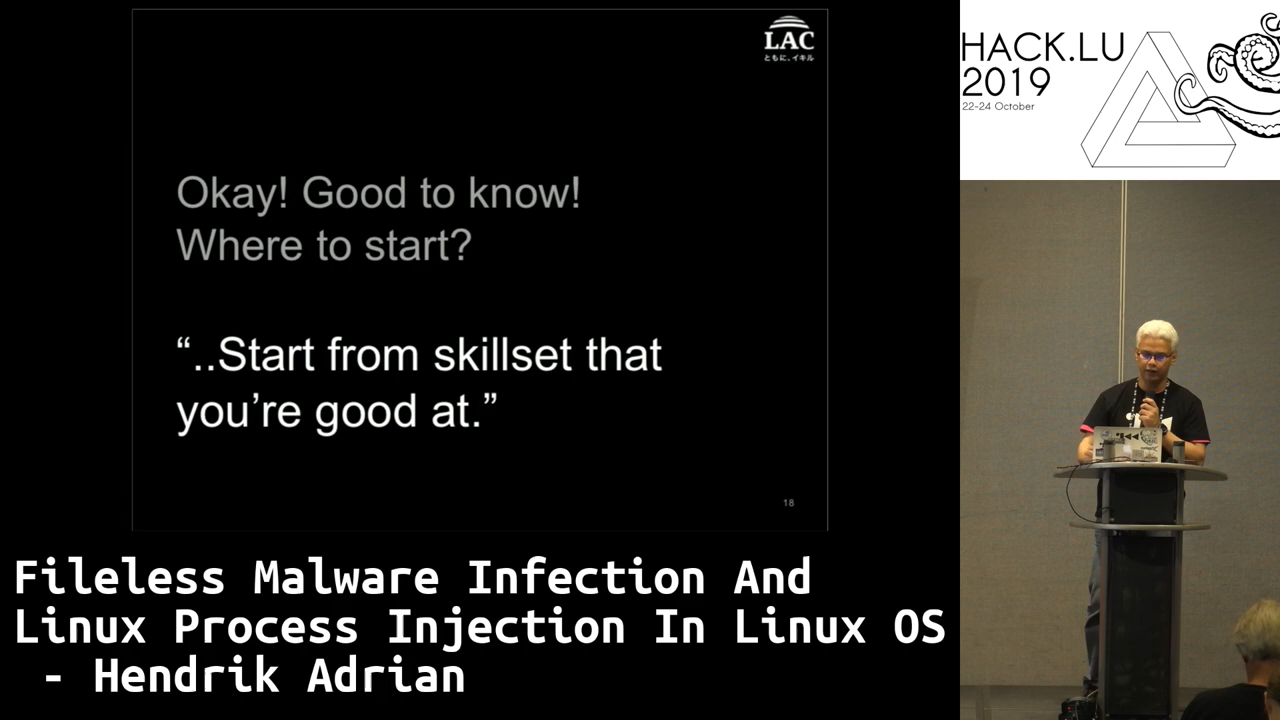 LAC
ともに、イキル
Okay! Good to know!
Where to start?
“..Start from skillset that
you’re good at.”
18
HACK.LU
2019
22-24 October
Fileless Malware Infection And
Linux Process Injection In Linux OS
- Hendrik Adrian